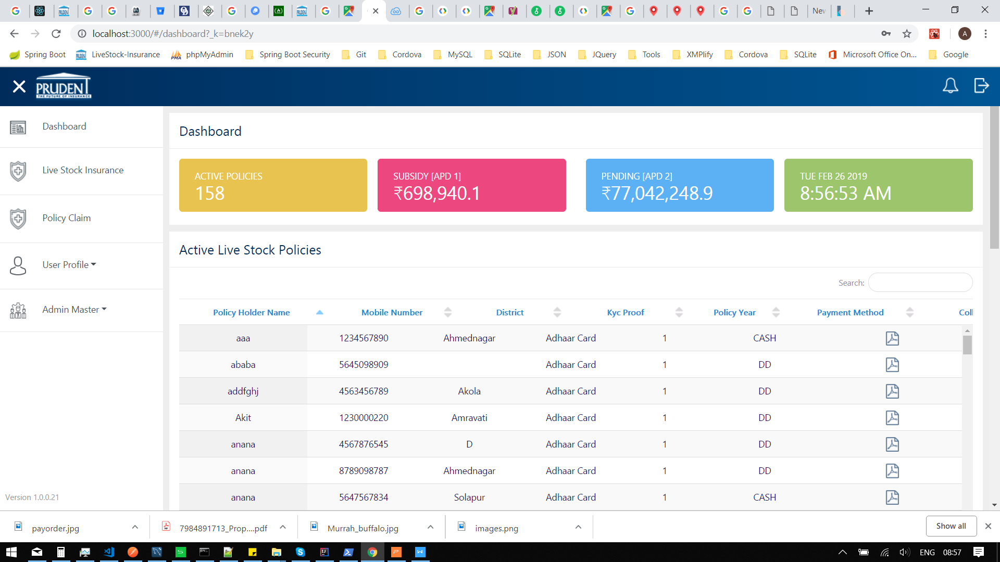 New
localhost:3000/#/dashboard?_k=bnek2y
A
Spring Boot LiveStock-Insurance phpMyAdmin Spring Boot Security Git Cordova MySQL SQLite JSON JQuery Tools XMPlify Cordova SQLite Microsoft Office On... Google
PRUDENT
THE FUTURE OF INSURANCE
Dashboard
Live Stock Insurance
Policy Claim
User Profile
Admin Master
Version 1.0.0.21
Dashboard
ACTIVE POLICIES
158
SUBSIDY [APD 1]
₹698,940.1
PENDING [APD 2]
₹77,042,248.9
TUE FEB 26 2019
8:56:53 AM
Active Live Stock Policies
Search:
Policy Holder Name Mobile Number District Kyc Proof Policy Year Payment Method Coll
aaa 1234567890 Ahmednagar Adhaar Card 1 CASH
ababa 5645098909 Adhaar Card 1 DD
addfghj 4563456789 Akola Adhaar Card 1 DD
Akit 1230000220 Amravati Adhaar Card 1 DD
anana 4567876545 D Adhaar Card 1 DD
anana 8789098787 Ahmednagar Adhaar Card 1 DD
anana 5647567834 Solapur Adhaar Card 1 CASH
payorder.jpg 7984891713_Prop....pdf Murrah_buffalo.jpg images.png Show all
ENG 08:57